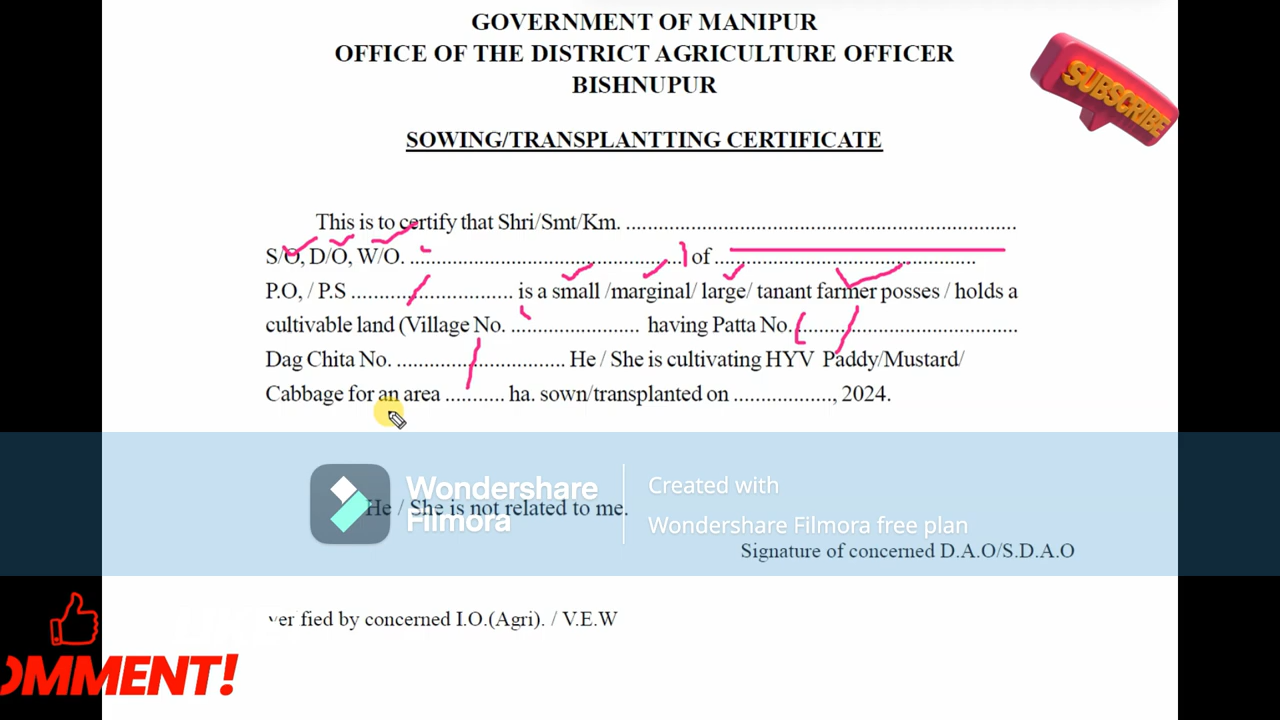 GOVERNMENT OF MANIPUR
OFFICE OF THE DISTRICT AGRICULTURE OFFICER
BISHNUPUR
SUBSCRIBE
SOWING/TRANSPLANTTING CERTIFICATE
This is to certify that Shri/Smt/Km. ..............................................................................
S/O, D/O, W/O. ....................................................... of ....................................................
P.O, / P.S ................................ is a small /marginal/ large/ tanant farmer posses / holds a
cultivable land (Village No. .......................... having Patta No. ...........................................
Dag Chita No. .................................. He / She is cultivating HYV Paddy/Mustard/
Cabbage for an area ............ ha. sown/transplanted on ...................., 2024.
Wondershare Filmora
Created with
Wondershare Filmora free plan
He / She is not related to me.
Signature of concerned D.A.O/S.D.A.O
fied by concerned I.O.(Agri). / V.E.W
OMMENT!